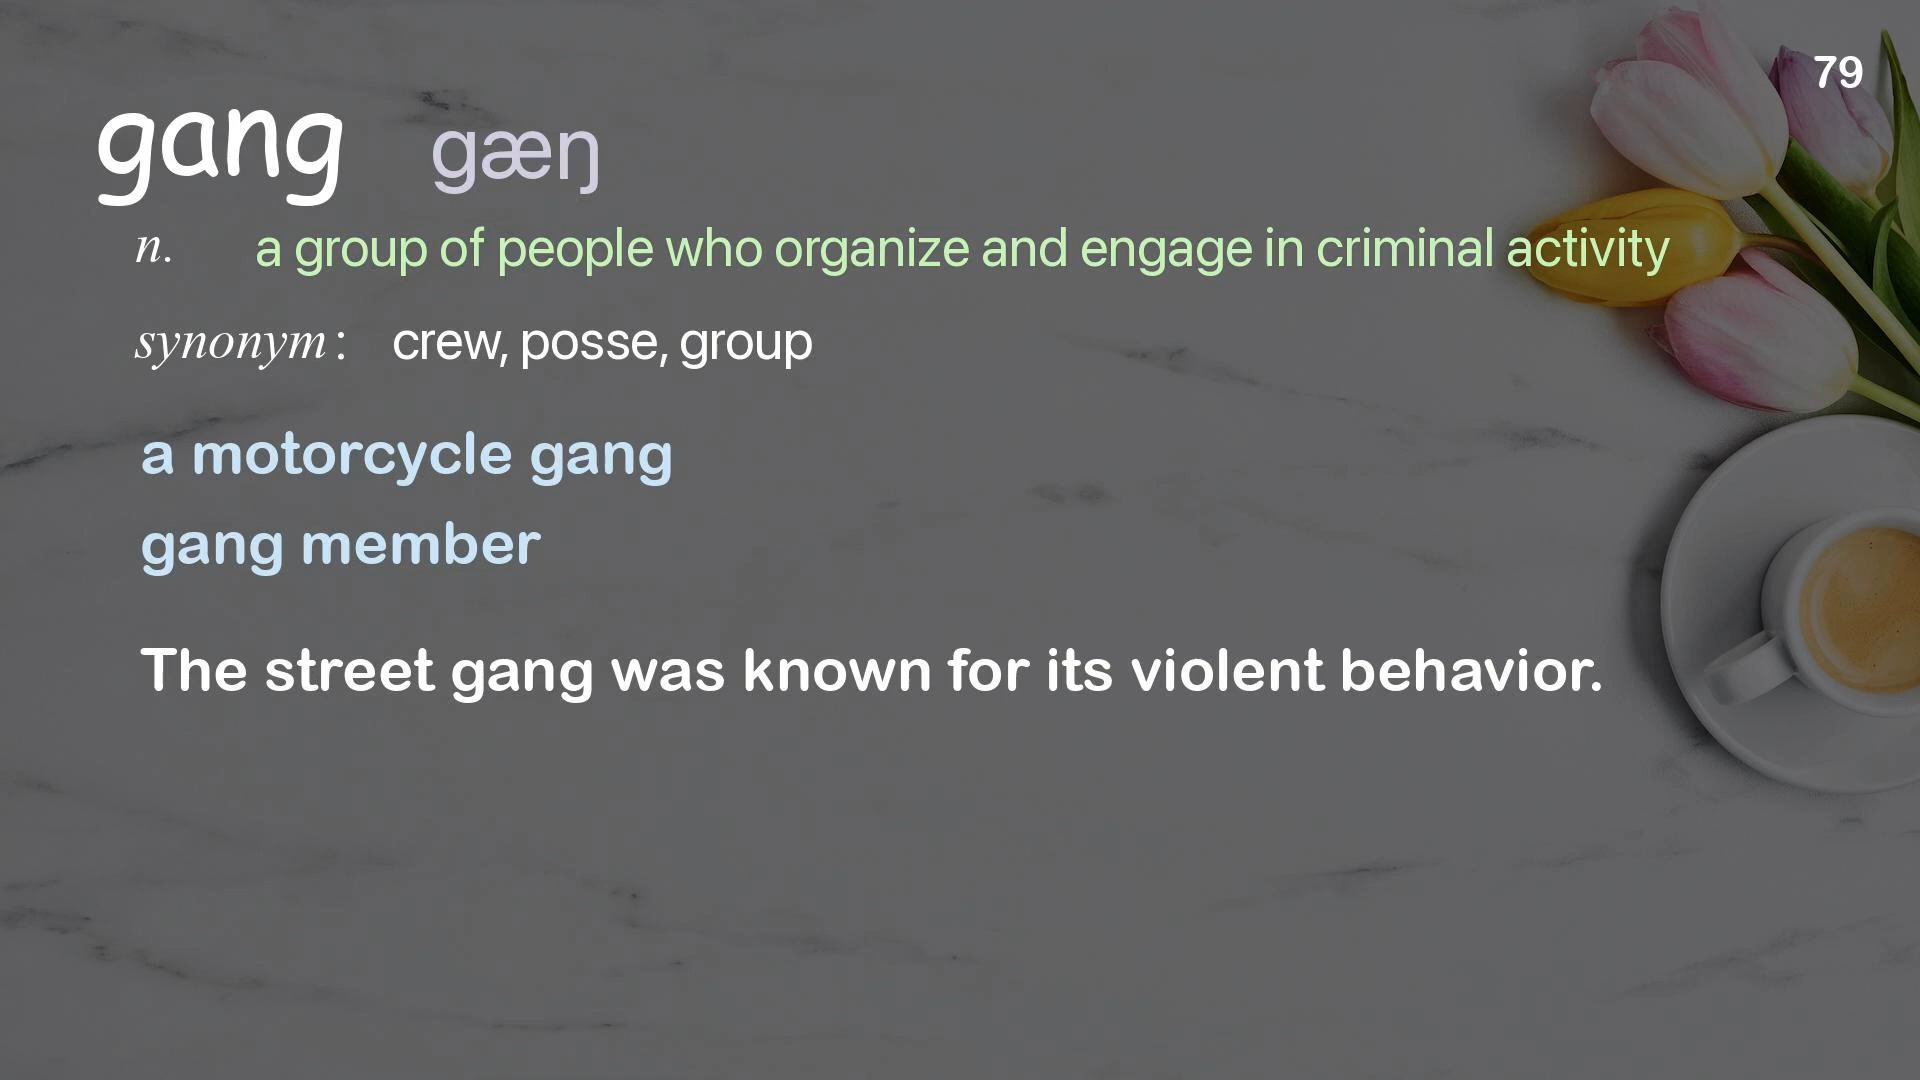 79
gang gæŋ
n. a group of people who organize and engage in criminal activity
synonym: crew, posse, group
a motorcycle gang
gang member
The street gang was known for its violent behavior.